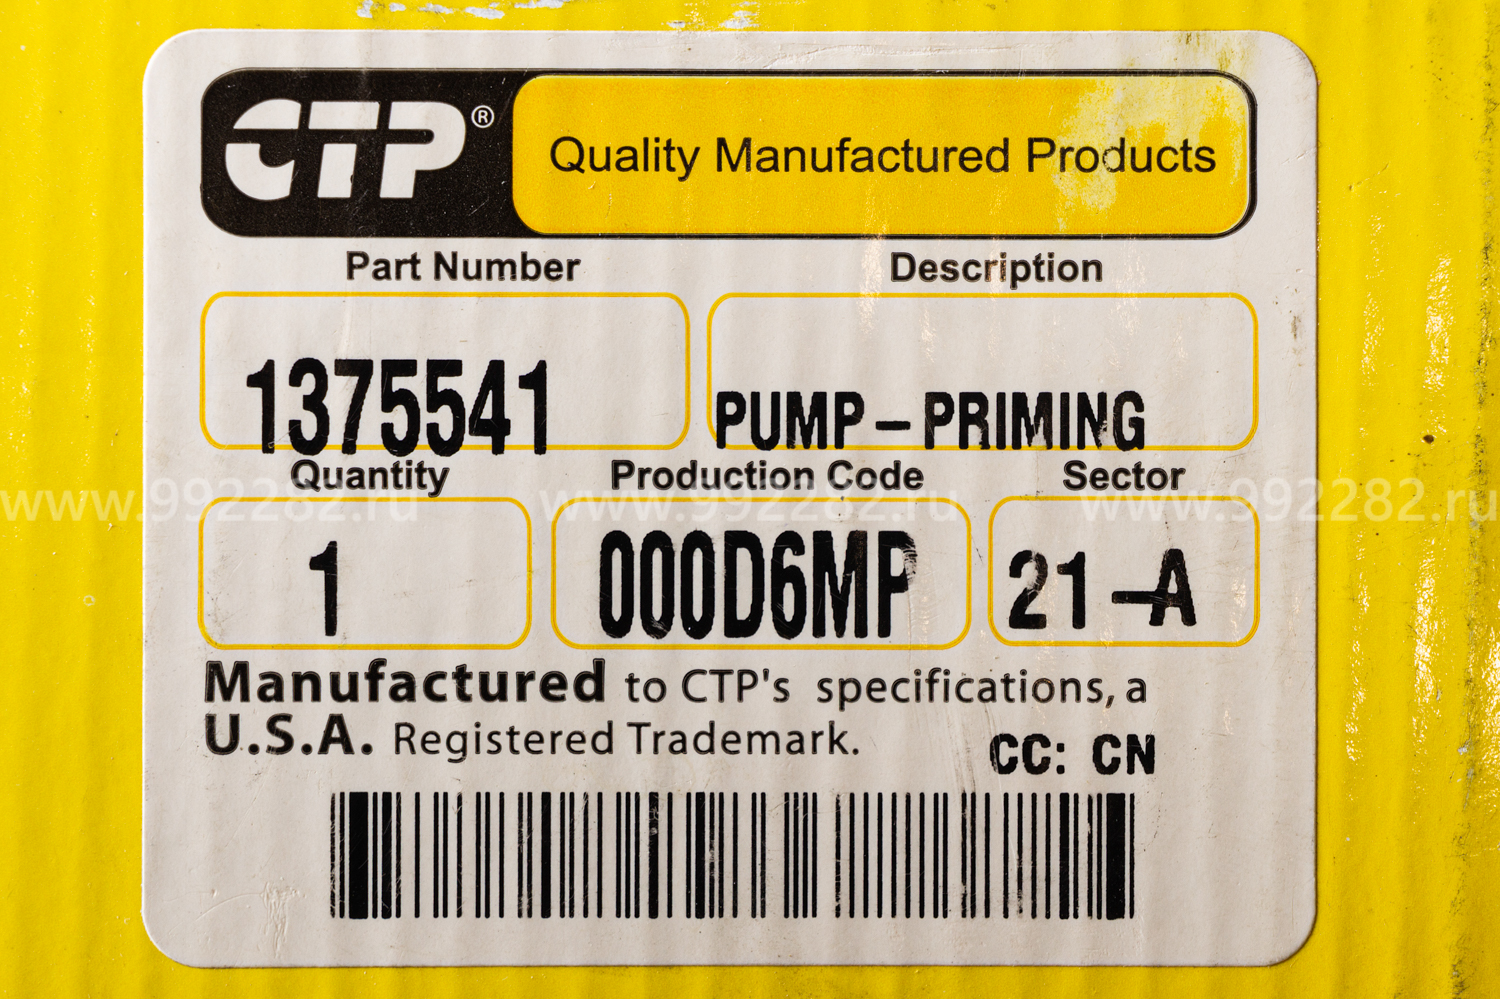 CTP®
Quality Manufactured Products
Part Number
Description
1375541
PUMP-PRIMING
Quantity
Production Code
Sector
www.992282.ru www.992282.ru www.992282.ru
1
000D6MP
21-A
Manufactured to CTP's specifications, a
U.S.A. Registered Trademark.
CC: CN